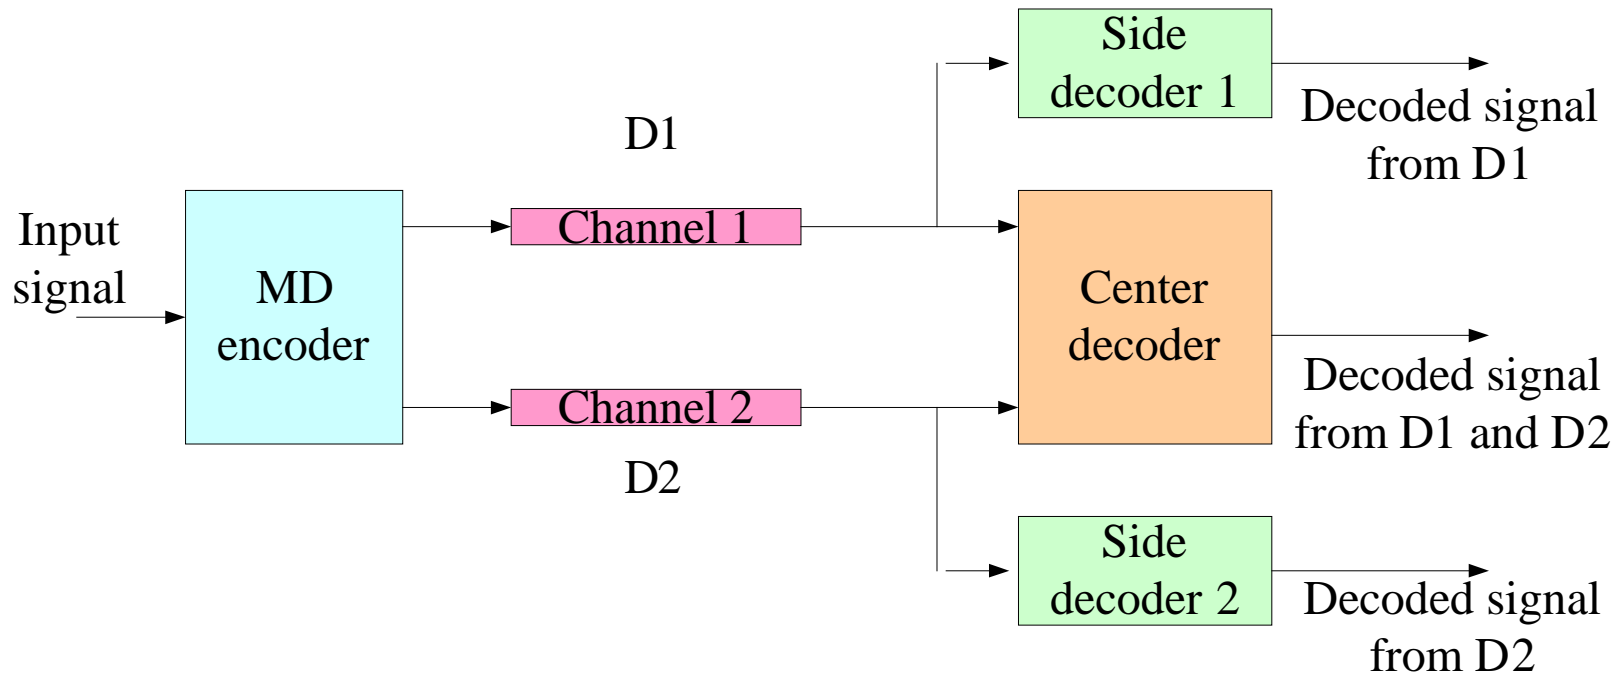 Input
signal
MD
encoder
D1
Channel 1
Channel 2
D2
Side
decoder 1
Decoded signal
from D1
Center
decoder
Decoded signal
from D1 and D2
Side
decoder 2
Decoded signal
from D2